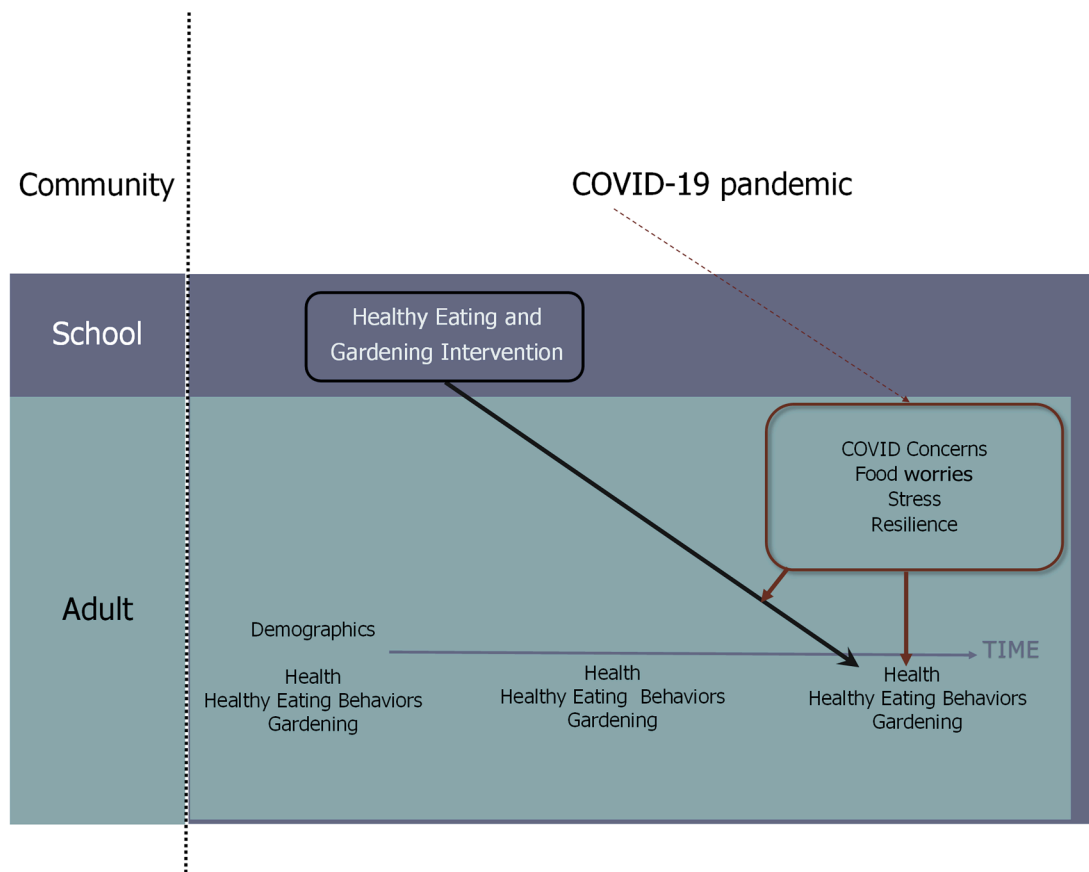 Community
COVID-19 pandemic
School
Healthy Eating and
Gardening Intervention
COVID Concerns
Food worries
Stress
Resilience
Adult
Demographics
TIME
Health
Healthy Eating Behaviors
Gardening
Health
Healthy Eating Behaviors
Gardening
Health
Healthy Eating Behaviors
Gardening